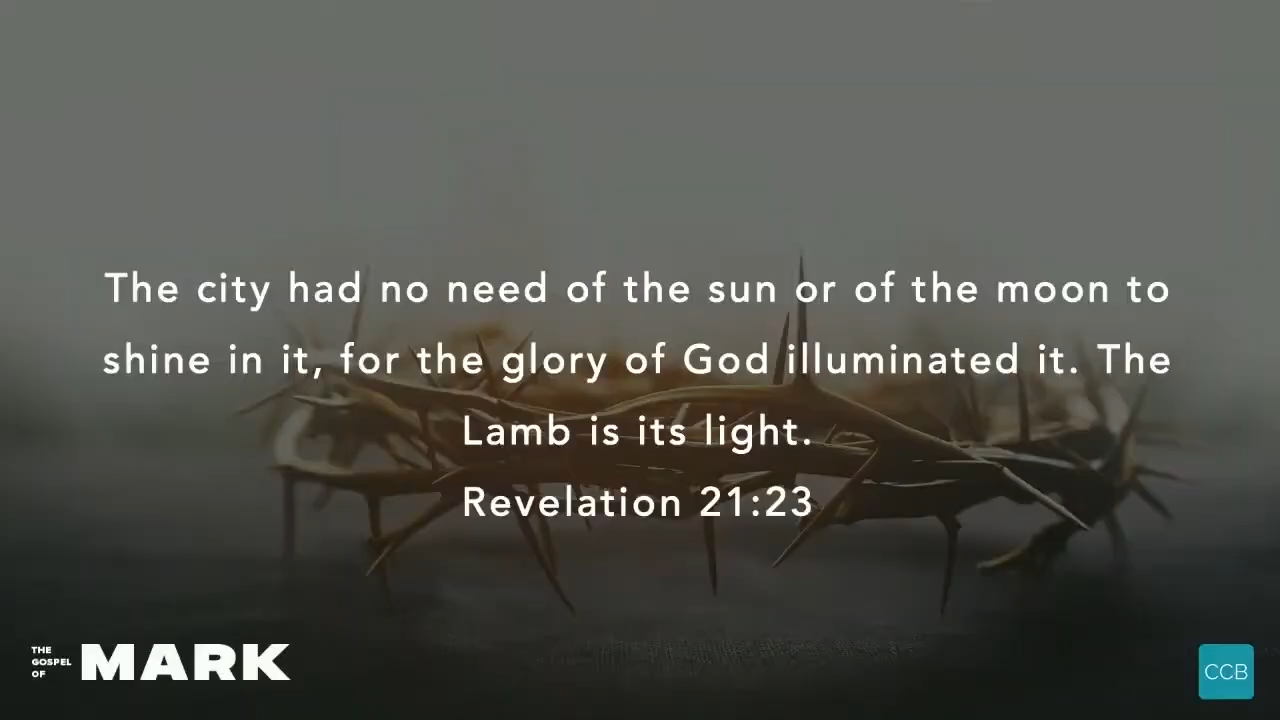 The city had no need of the sun or of the moon to
shine in it, for the glory of God illuminated it. The
Lamb is its light.
Revelation 21:23
THE
GOSPEL
OF
MARK
CCB